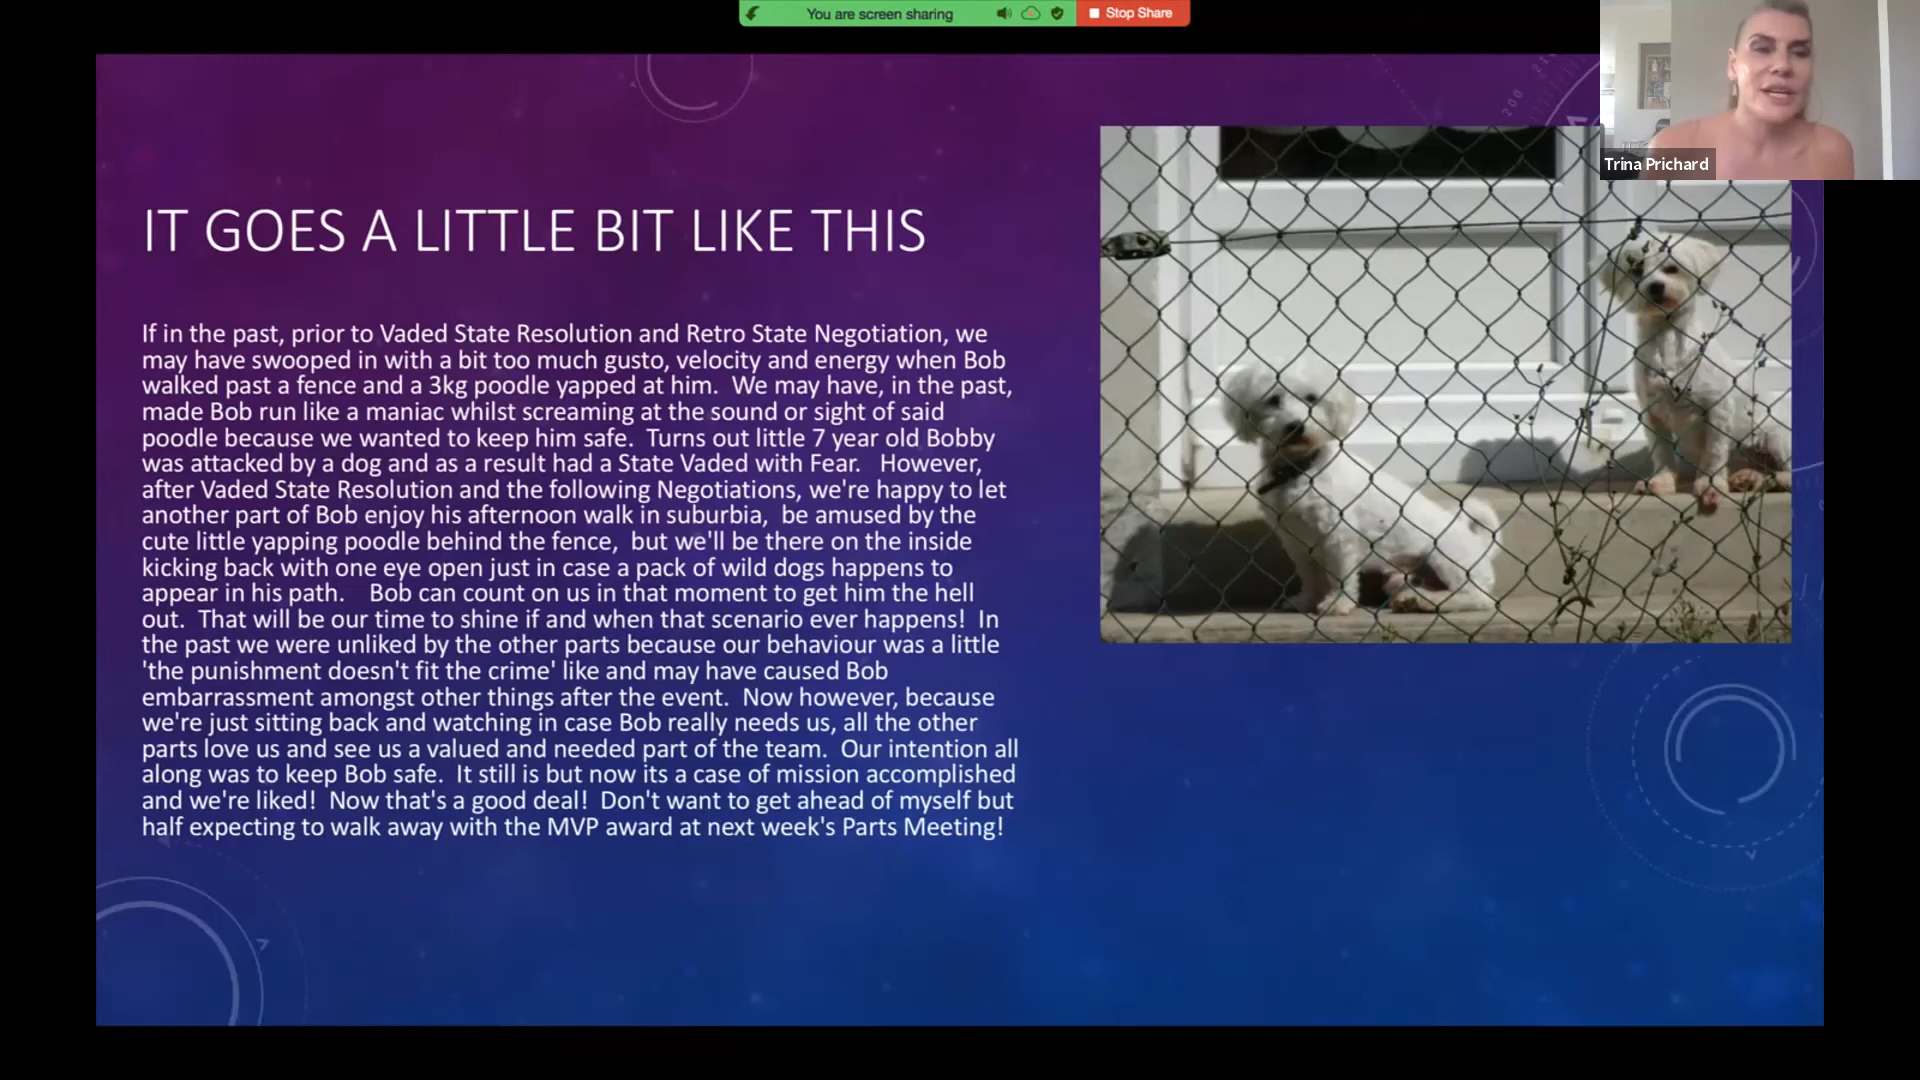 You are screen sharing
Stop Share
Trina Prichard
200
IT GOES A LITTLE BIT LIKE THIS
If in the past, prior to Vaded State Resolution and Retro State Negotiation, we
may have swooped in with a bit too much gusto, velocity and energy when Bob
walked past a fence and a 3kg poodle yapped at him.  We may have, in the past,
made Bob run like a maniac whilst screaming at the sound or sight of said
poodle because we wanted to keep him safe.  Turns out little 7 year old Bobby
was attacked by a dog and as a result had a State Vaded with Fear.   However,
after Vaded State Resolution and the following Negotiations, we're happy to let
another part of Bob enjoy his afternoon walk in suburbia,  be amused by the
cute little yapping poodle behind the fence,  but we'll be there on the inside
kicking back with one eye open just in case a pack of wild dogs happens to
appear in his path.    Bob can count on us in that moment to get him the hell
out.  That will be our time to shine if and when that scenario ever happens!  In
the past we were unliked by the other parts because our behaviour was a little
'the punishment doesn't fit the crime' like and may have caused Bob
embarrassment amongst other things after the event.  Now however, because
we're just sitting back and watching in case Bob really needs us, all the other
parts love us and see us a valued and needed part of the team.  Our intention all
along was to keep Bob safe.  It still is but now its a case of mission accomplished
and we're liked!  Now that's a good deal!  Don't want to get ahead of myself but
half expecting to walk away with the MVP award at next week's Parts Meeting!